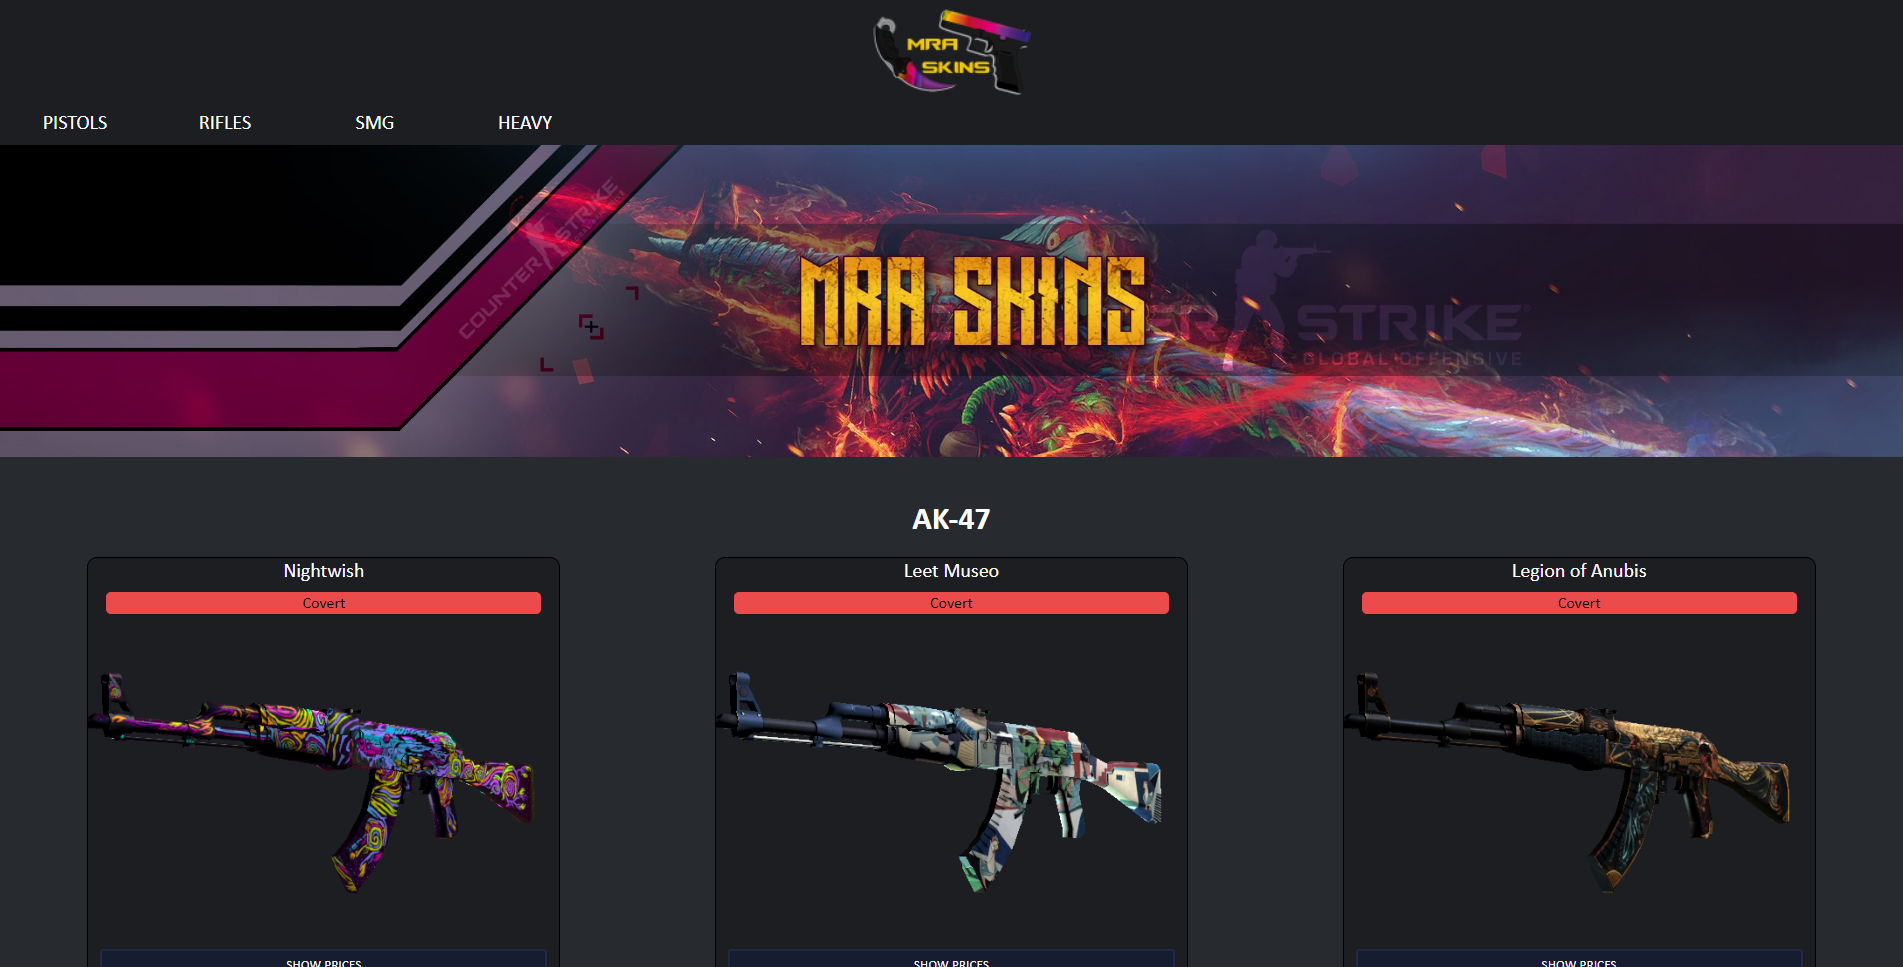 MRA
SKINS
PISTOLS
RIFLES
SMG
HEAVY
COUNTER STRIKE
MRA SKINS
STRIKE
GLOBAL OFFENSIVE
AK-47
Nightwish
Leet Museo
Legion of Anubis
Covert
Covert
Covert
SHOW PRICES
SHOW PRICES
SHOW PRICES